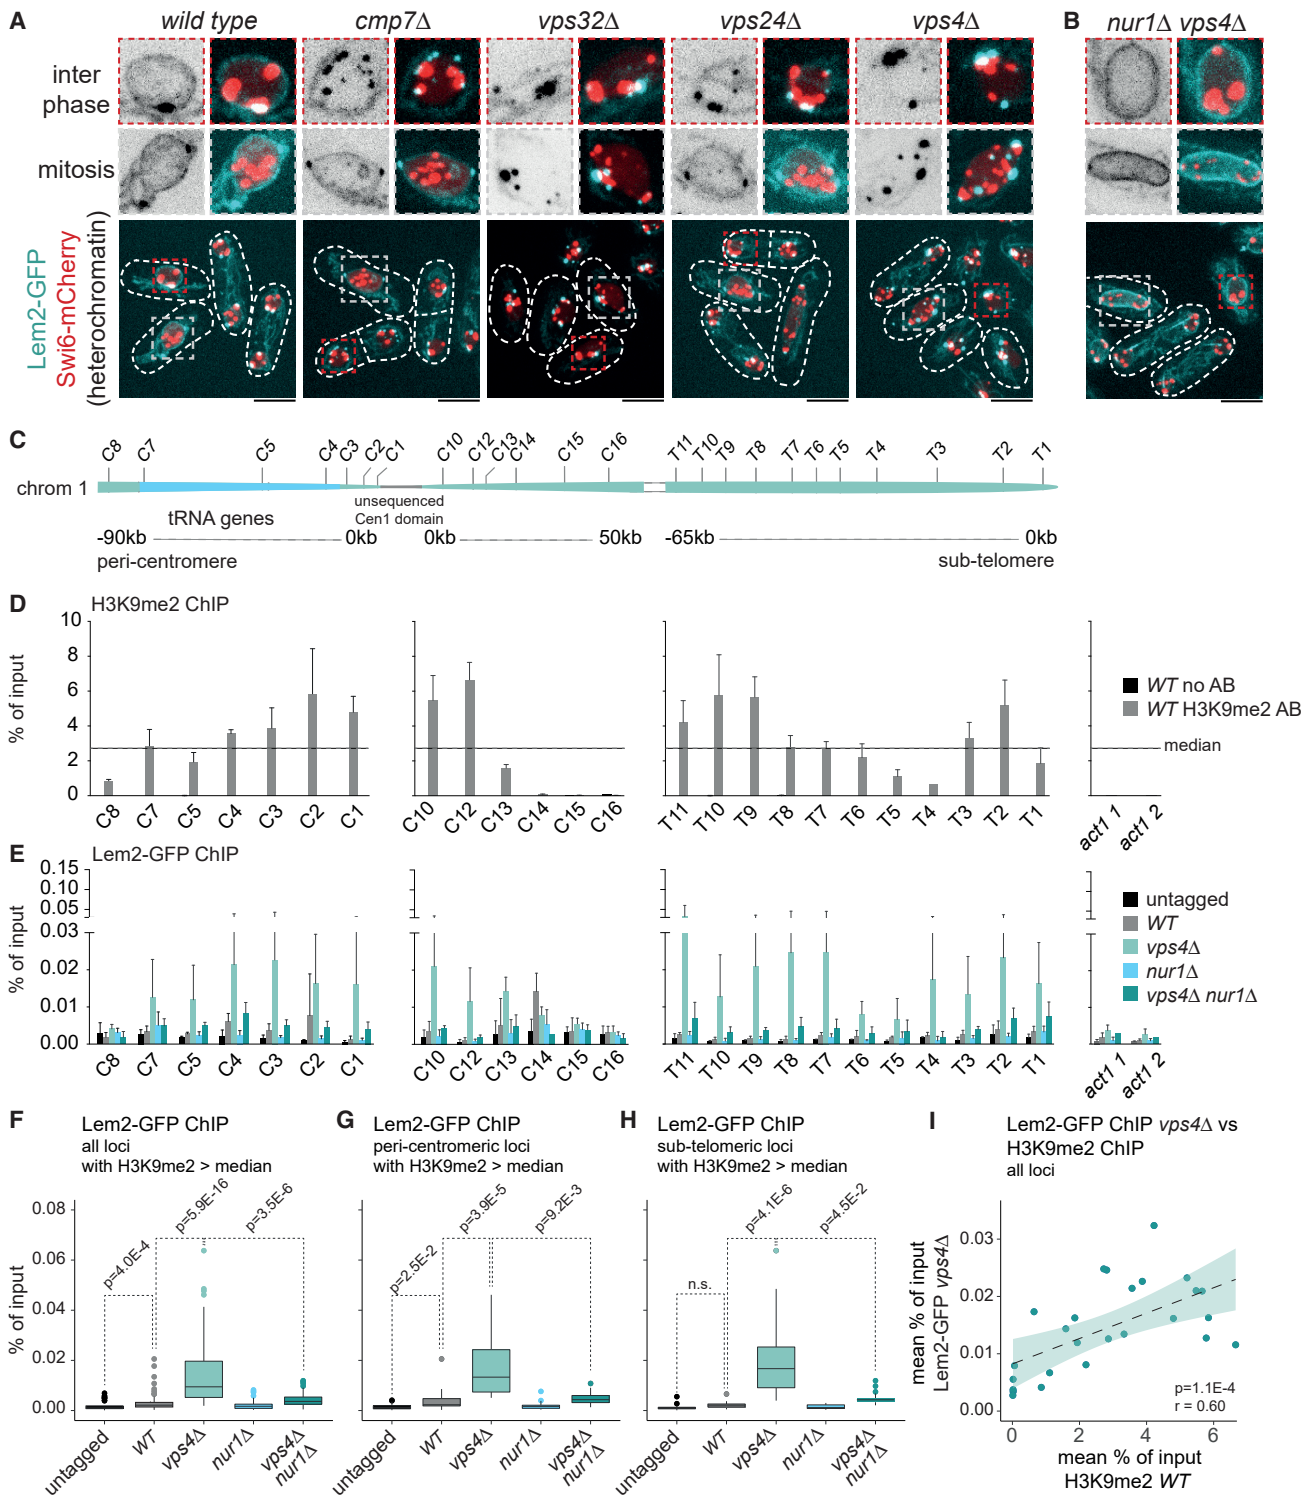 A
wild type
cmp7Δ
vps32Δ
vps24Δ
vps4Δ
B
nur1Δ vps4Δ
inter
phase
mitosis
Lem2-GFP
Swi6-mCherry
(heterochromatin)
C
C8
C7
C5
C4
C3
C2
C1
C10
C12
C13
C14
C15
C16
T11
T10
T9
T8
T7
T6
T5
T4
T3
T2
T1
chrom 1
tRNA genes
unsequenced
Cen1 domain
-90kb
0kb
0kb
50kb
-65kb
0kb
peri-centromere
sub-telomere
D
H3K9me2 ChIP
% of input
10
8
6
4
2
0
C8
C7
C5
C4
C3
C2
C1
C10
C12
C13
C14
C15
C16
T11
T10
T9
T8
T7
T6
T5
T4
T3
T2
T1
act1 1
act1 2
WT no AB
WT H3K9me2 AB
median
E
Lem2-GFP ChIP
% of input
0.15
0.10
0.05
0.03
0.02
0.01
0.00
C8
C7
C5
C4
C3
C2
C1
C10
C12
C13
C14
C15
C16
T11
T10
T9
T8
T7
T6
T5
T4
T3
T2
T1
act1 1
act1 2
untagged
WT
vps4Δ
nur1Δ
vps4Δ nur1Δ
F
Lem2-GFP ChIP
all loci
with H3K9me2 > median
% of input
0.08
0.06
0.04
0.02
0.00
p=4.0E-4
p=5.9E-16
p=3.5E-6
untagged
WT
vps4Δ
nur1Δ
vps4Δ
nur1Δ
G
Lem2-GFP ChIP
peri-centromeric loci
with H3K9me2 > median
p=2.5E-2
p=3.9E-5
p=9.2E-3
untagged
WT
vps4Δ
nur1Δ
vps4Δ
nur1Δ
H
Lem2-GFP ChIP
sub-telomeric loci
with H3K9me2 > median
n.s.
p=4.1E-6
p=4.5E-2
untagged
WT
vps4Δ
nur1Δ
vps4Δ
nur1Δ
I
Lem2-GFP ChIP vps4Δ vs
H3K9me2 ChIP
all loci
mean % of input
Lem2-GFP vps4Δ
0.03
0.02
0.01
0.00
p=1.1E-4
r = 0.60
0
2
4
6
mean % of input
H3K9me2 WT